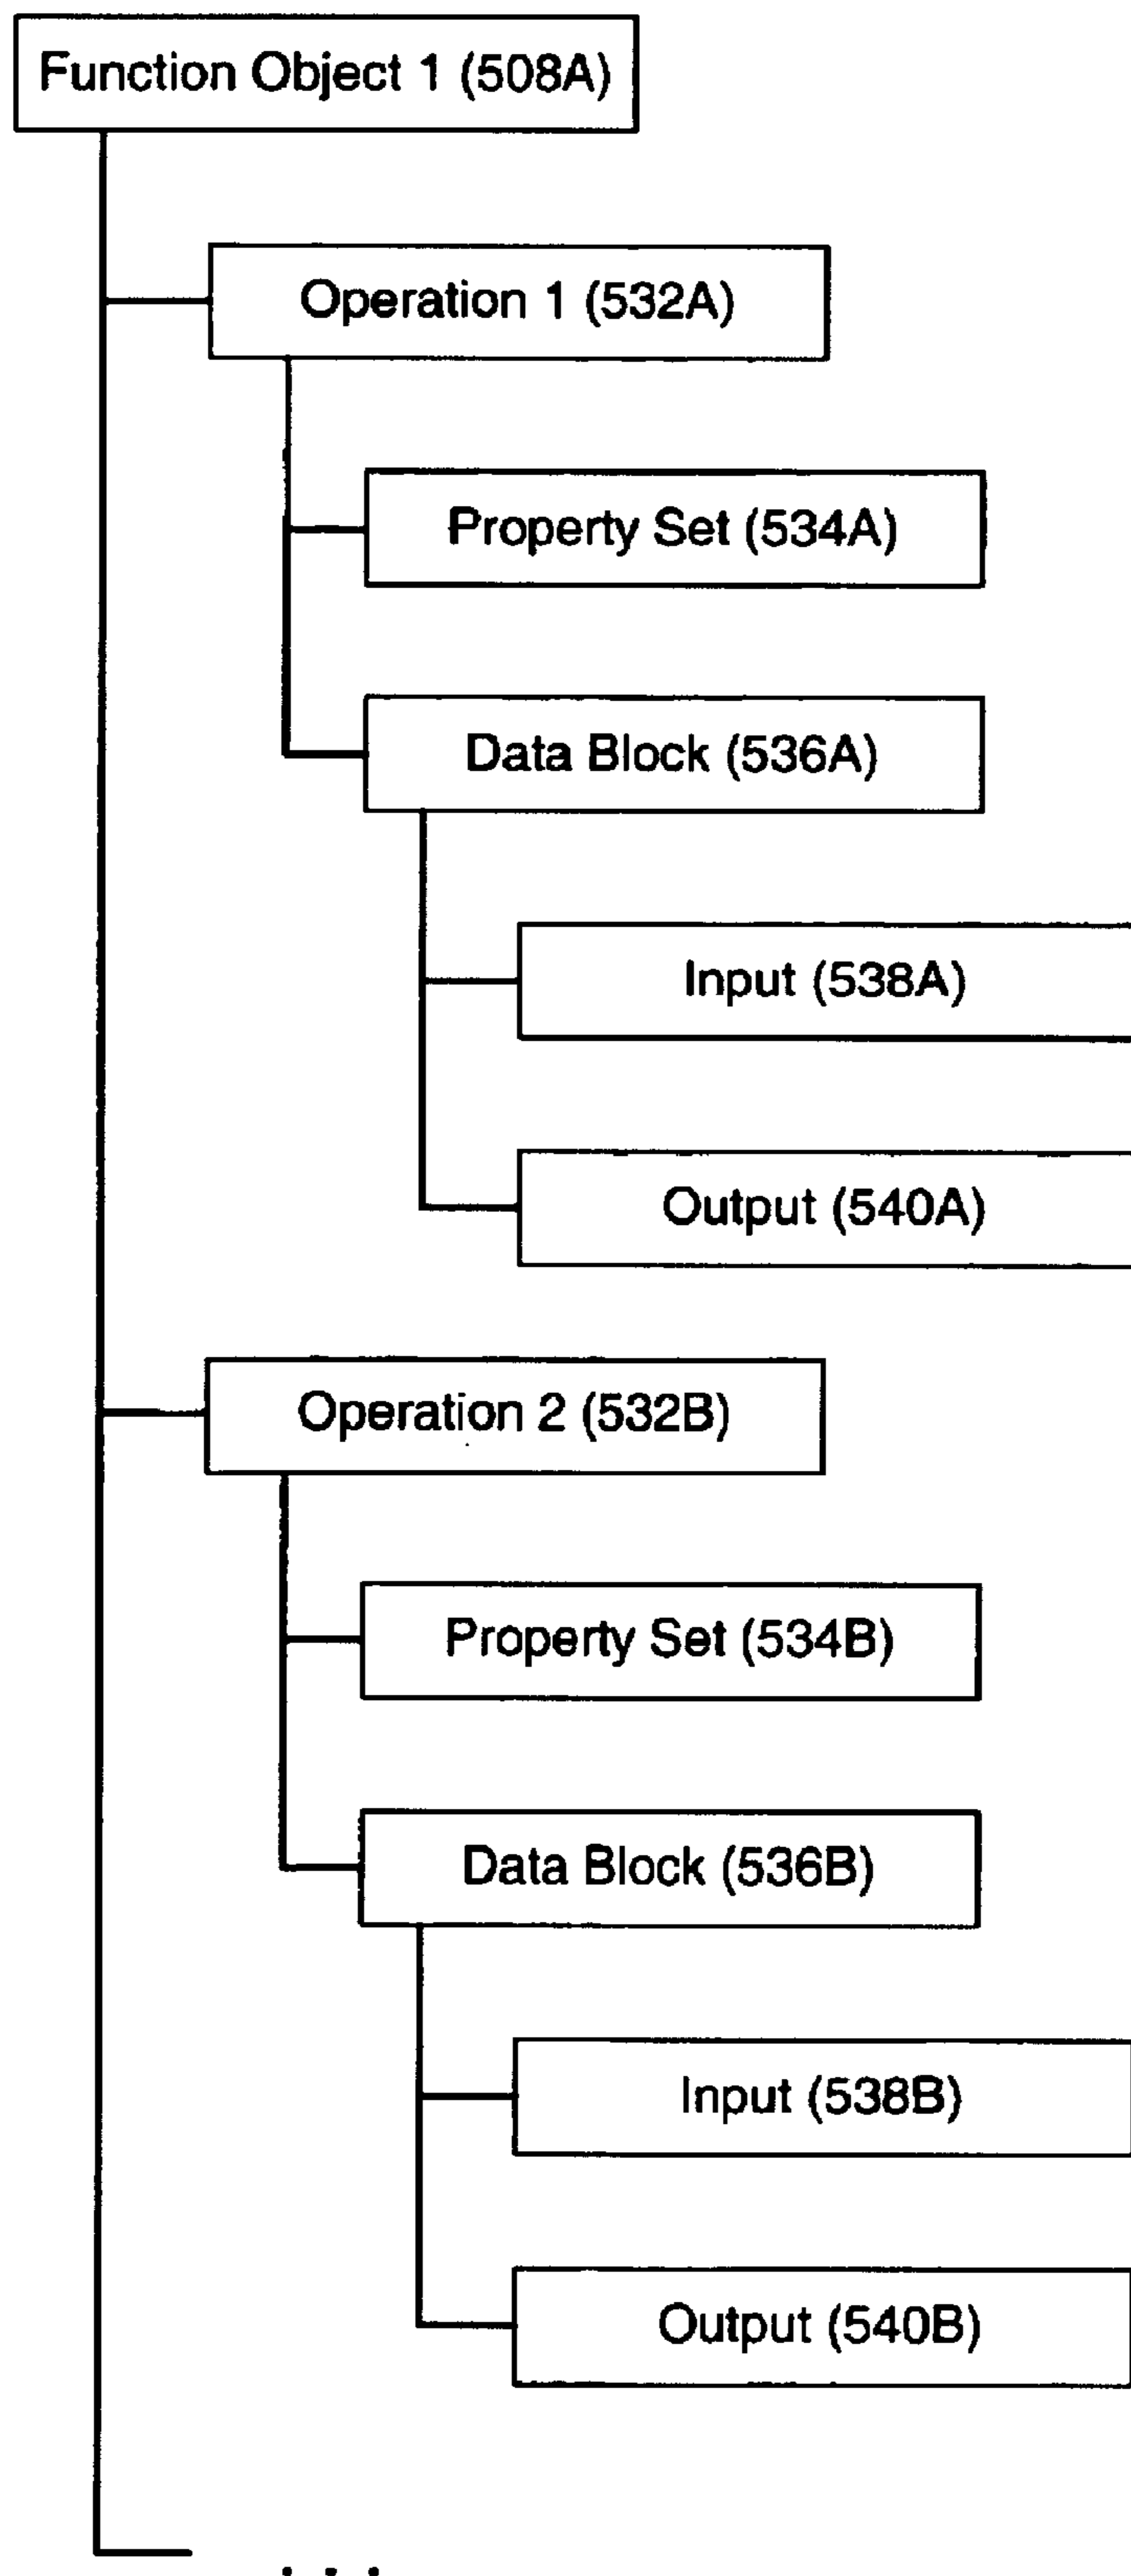 Function Object 1 (508A)
Operation 1 (532A)
Property Set (534A)
Data Block (536A)
Input (538A)
Output (540A)
Operation 2 (532B)
Property Set (534B)
Data Block (536B)
Input (538B)
Output (540B)
...